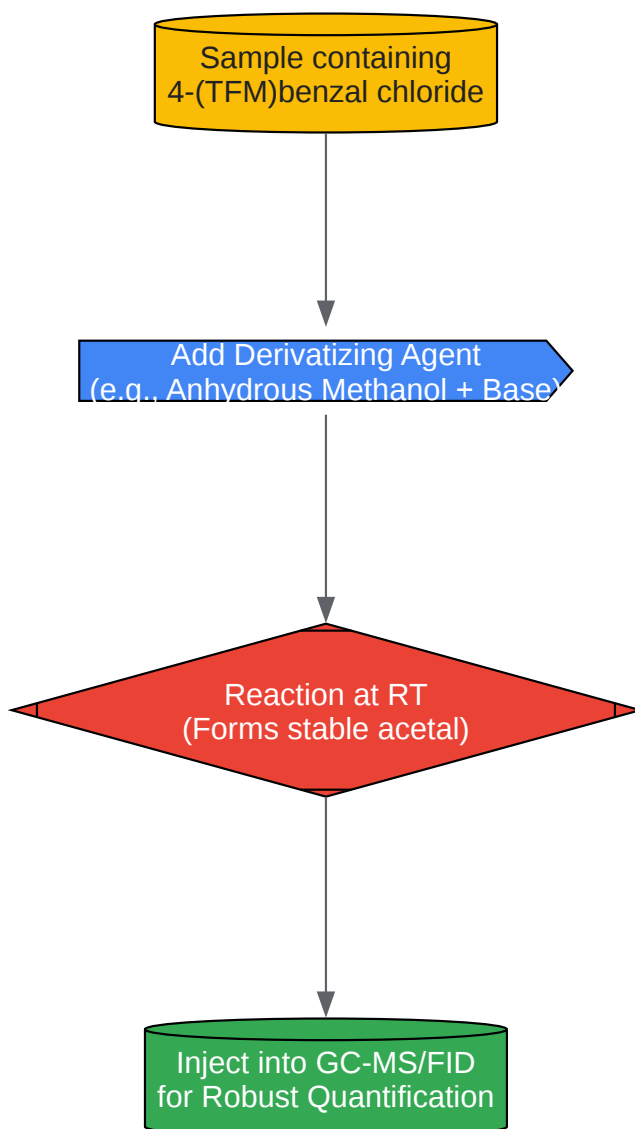 Sample containing
4-(TFM)benzal chloride
Add Derivatizing Agent
(e.g., Anhydrous Methanol + Base)
Reaction at RT
(Forms stable acetal)
Inject into GC-MS/FID
for Robust Quantification